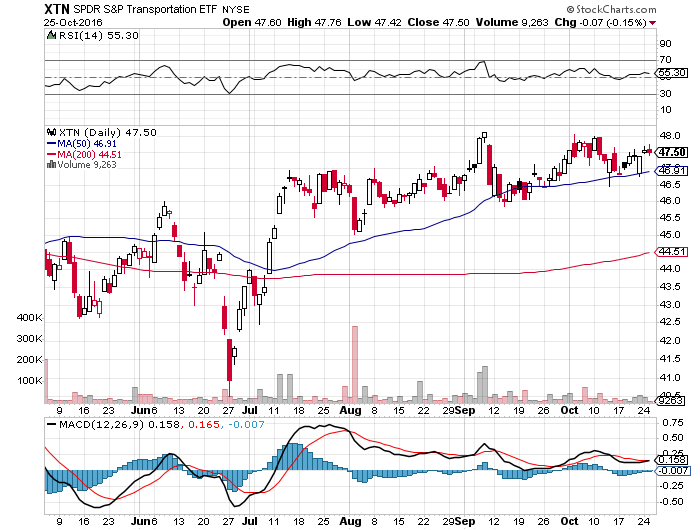 XTN SPDR S&P Transportation ETF NYSE © StockCharts.com
25-Oct-2016 Open 47.60 High 47.76 Low 47.42 Close 47.50 Volume 9,263 Chg -0.07 (-0.15%)
RSI(14) 55.30
90
70
55.30
30
10
XTN (Daily) 47.50
MA(50) 46.91
MA(200) 44.51
Volume 9,263
48.0
47.50
46.91
46.5
46.0
45.5
45.0
44.51
44.0
43.5
43.0
42.5
42.0
41.5
41.0
40.5
400K
300K
200K
100K
9263
9 16 23 Jun 6 13 20 27 Jul 11 18 25 Aug 8 15 22 29 Sep 12 19 26 Oct 10 17 24
MACD(12,26,9) 0.158, 0.165, -0.007
0.75
0.50
0.25
0.158
-0.007
-0.25
-0.50
9 16 23 Jun 6 13 20 27 Jul 11 18 25 Aug 8 15 22 29 Sep 12 19 26 Oct 10 17 24